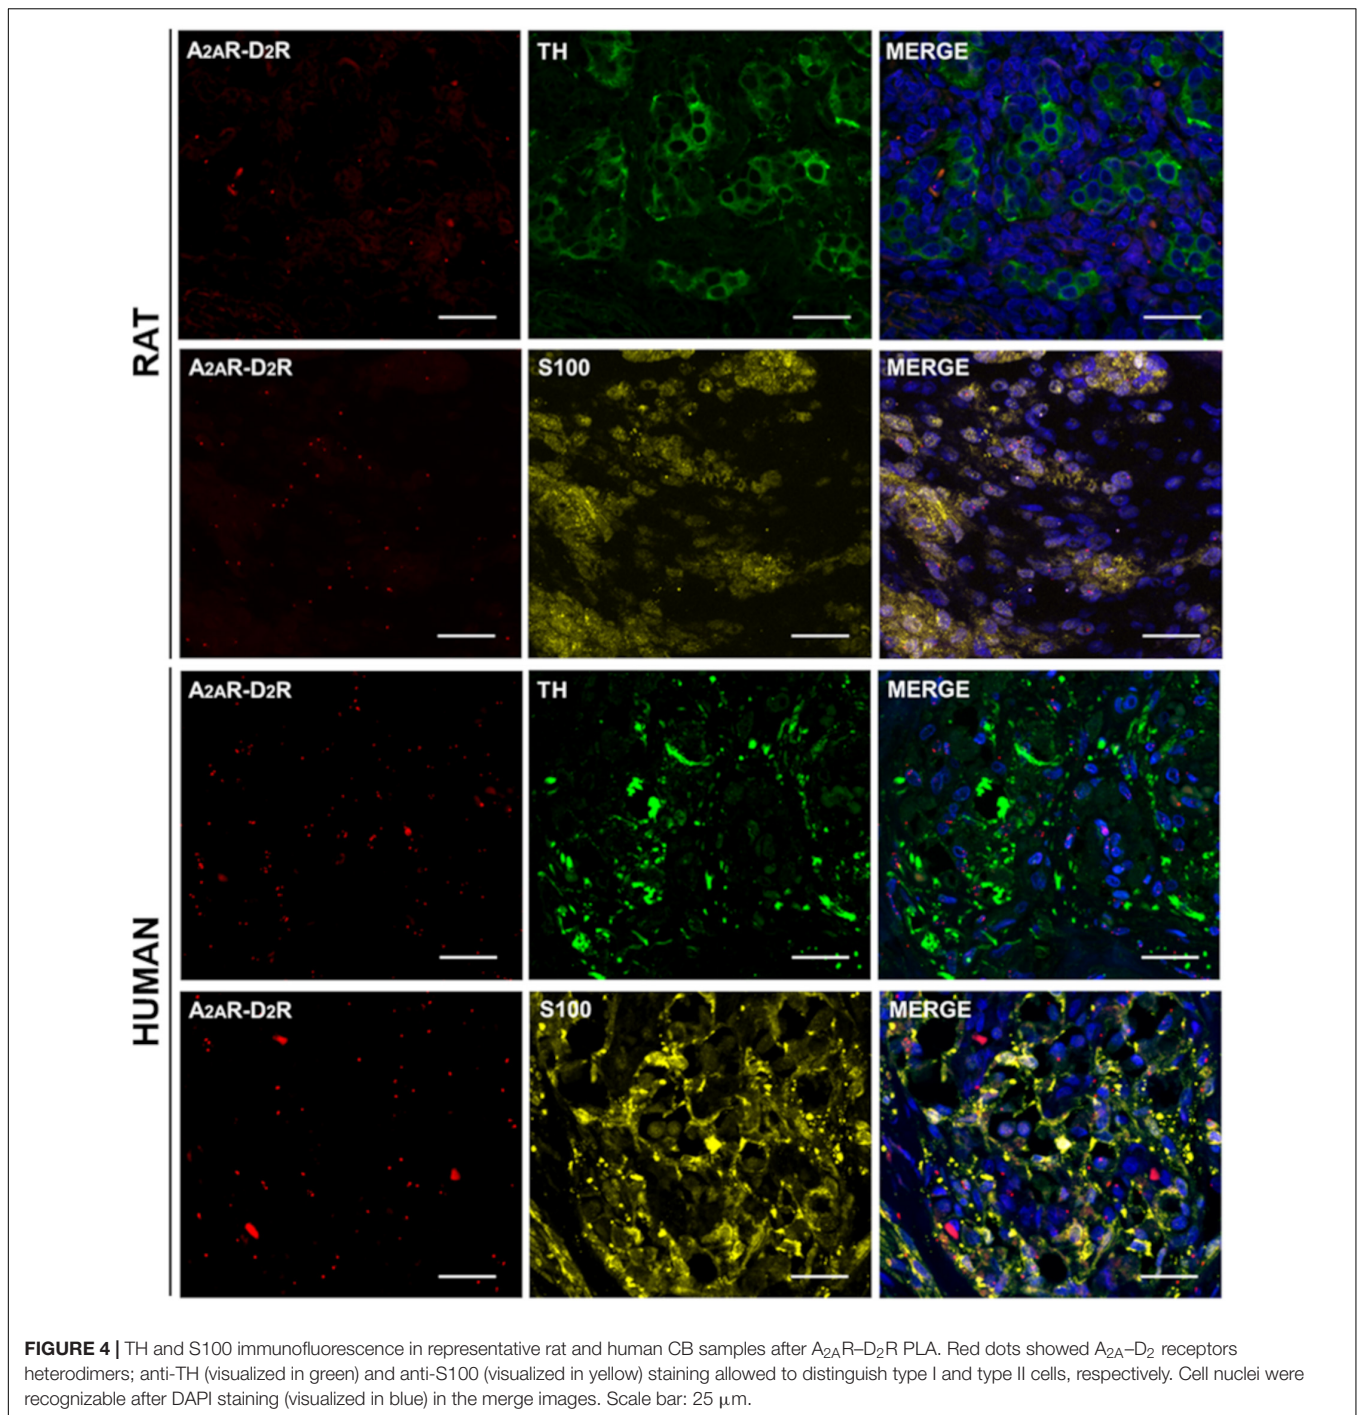 RAT
A2AR-D2R
TH
MERGE
A2AR-D2R
S100
MERGE
HUMAN
A2AR-D2R
TH
MERGE
A2AR-D2R
S100
MERGE
FIGURE 4 | TH and S100 immunofluorescence in representative rat and human CB samples after A2AR–D2R PLA. Red dots showed A2A–D2 receptors
heterodimers; anti-TH (visualized in green) and anti-S100 (visualized in yellow) staining allowed to distinguish type I and type II cells, respectively. Cell nuclei were
recognizable after DAPI staining (visualized in blue) in the merge images. Scale bar: 25 μm.